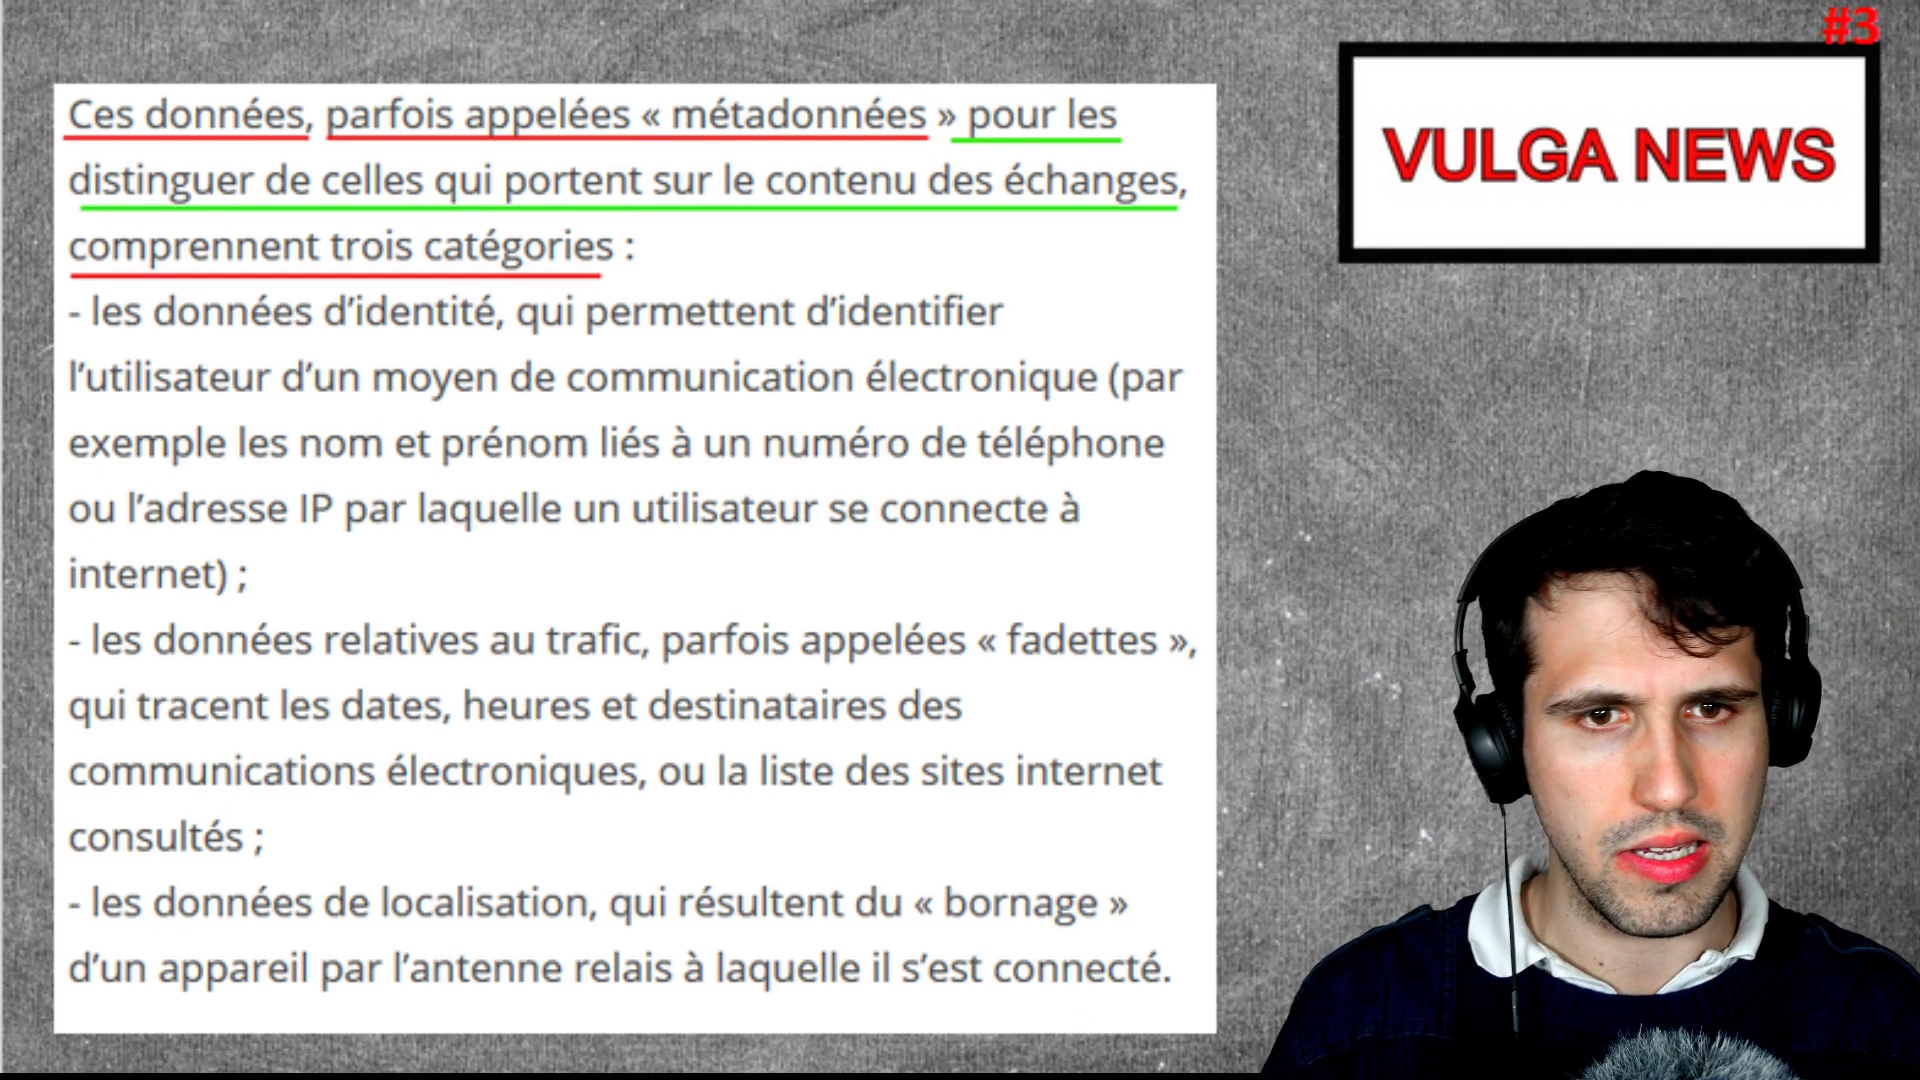 #3
VULGA NEWS
Ces données, parfois appelées « métadonnées » pour les
distinguer de celles qui portent sur le contenu des échanges,
comprennent trois catégories :
- les données d’identité, qui permettent d’identifier
l’utilisateur d’un moyen de communication électronique (par
exemple les nom et prénom liés à un numéro de téléphone
ou l’adresse IP par laquelle un utilisateur se connecte à
internet) ;
- les données relatives au trafic, parfois appelées « fadettes »,
qui tracent les dates, heures et destinataires des
communications électroniques, ou la liste des sites internet
consultés ;
- les données de localisation, qui résultent du « bornage »
d’un appareil par l’antenne relais à laquelle il s’est connecté.